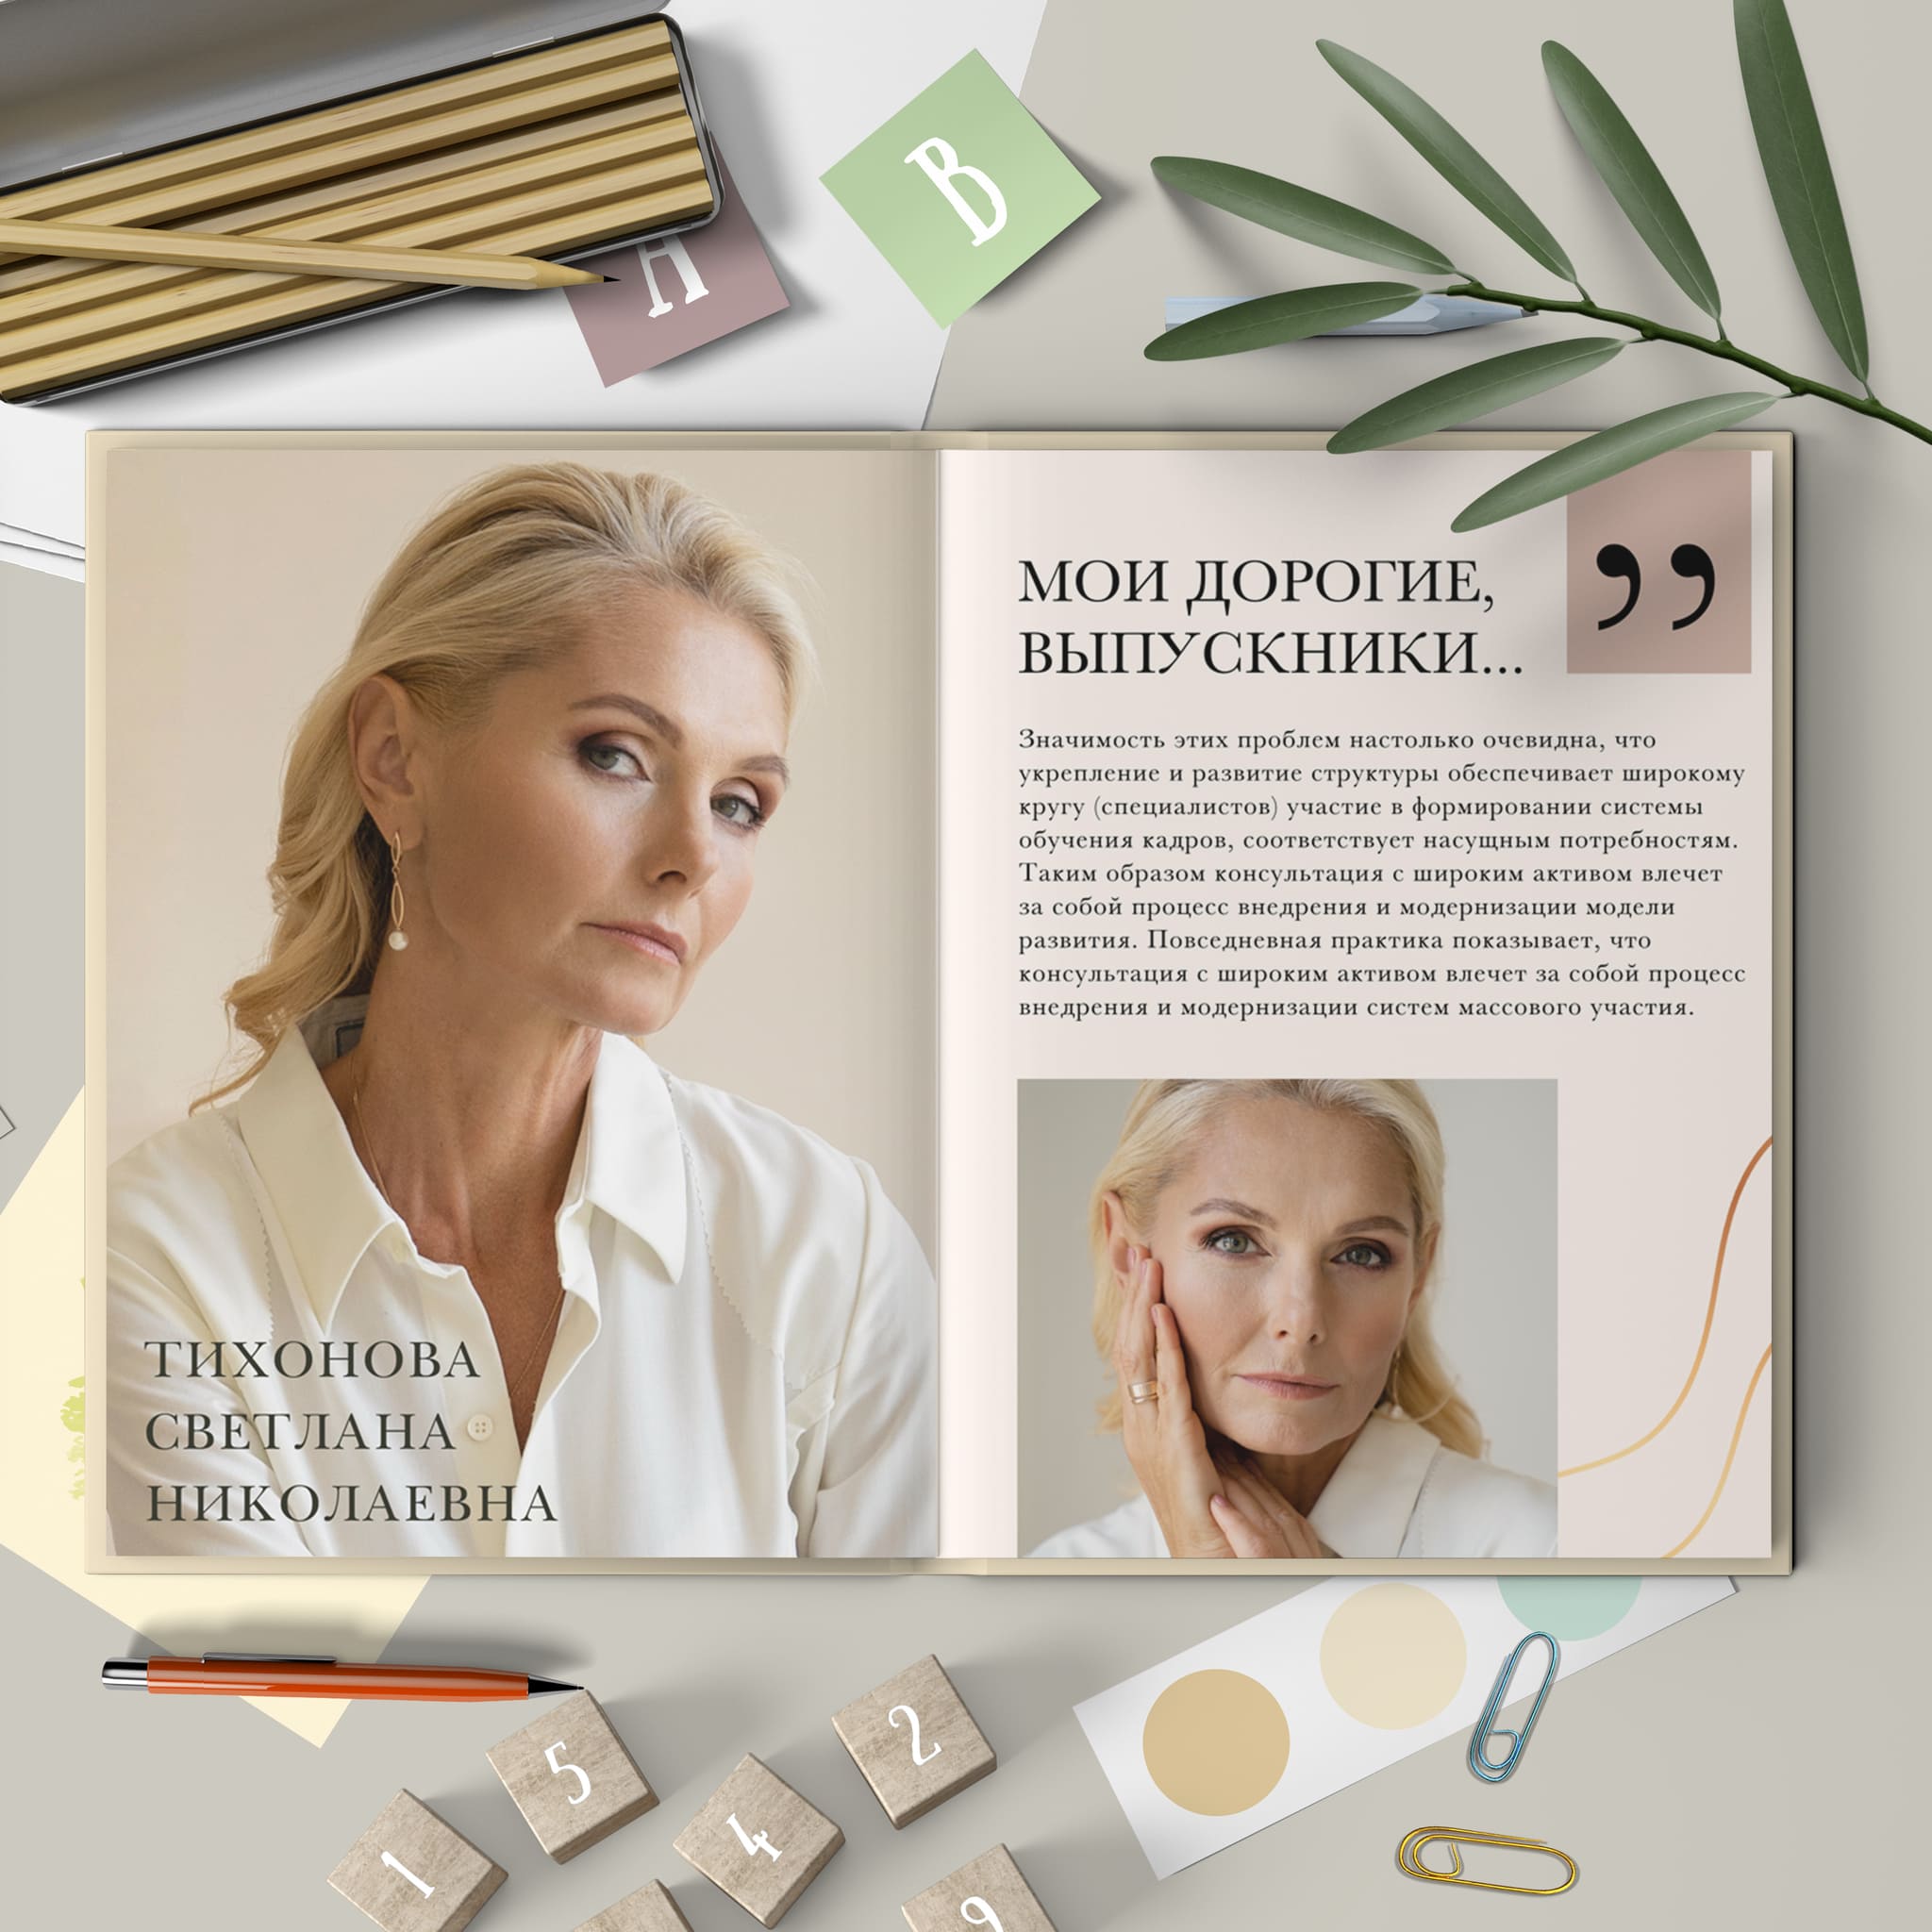 A
B
МОИ ДОРОГИЕ,
ВЫПУСКНИКИ...
”
Значимость этих проблем настолько очевидна, что
укрепление и развитие структуры обеспечивает широкому
кругу (специалистов) участие в формировании системы
обучения кадров, соответствует насущным потребностям.
Таким образом консультация с широким активом влечет
за собой процесс внедрения и модернизации модели
развития. Повседневная практика показывает, что
консультация с широким активом влечет за собой процесс
внедрения и модернизации систем массового участия.
ТИХОНОВА
СВЕТЛАНА
НИКОЛАЕВНА
5
2
1
4
9